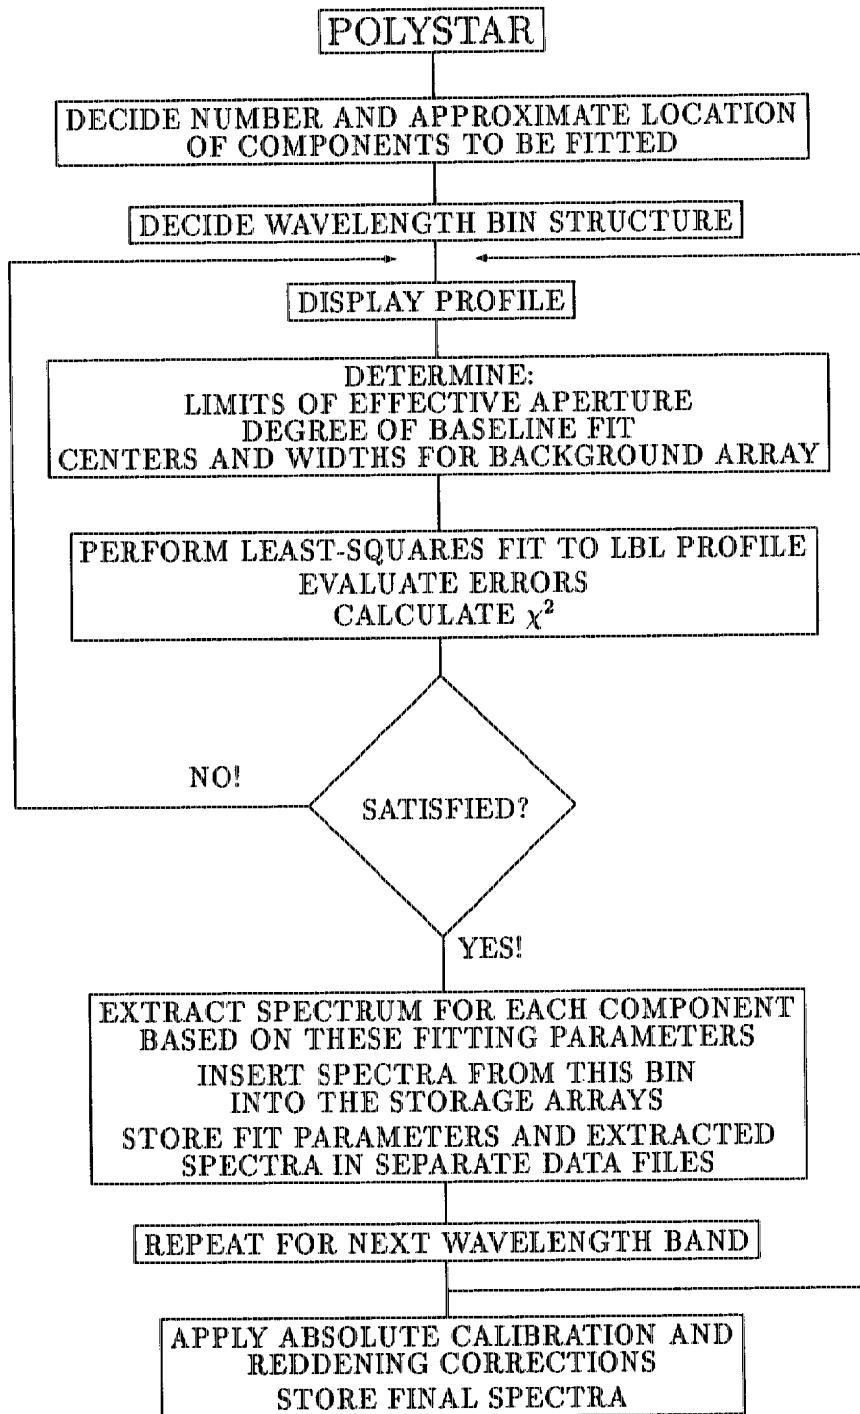 POLYSTAR
DECIDE NUMBER AND APPROXIMATE LOCATION
OF COMPONENTS TO BE FITTED
DECIDE WAVELENGTH BIN STRUCTURE
DISPLAY PROFILE
DETERMINE:
LIMITS OF EFFECTIVE APERTURE
DEGREE OF BASELINE FIT
CENTERS AND WIDTHS FOR BACKGROUND ARRAY
PERFORM LEAST-SQUARES FIT TO LBL PROFILE
EVALUATE ERRORS
CALCULATE χ²
NO!
SATISFIED?
YES!
EXTRACT SPECTRUM FOR EACH COMPONENT
BASED ON THESE FITTING PARAMETERS
INSERT SPECTRA FROM THIS BIN
INTO THE STORAGE ARRAYS
STORE FIT PARAMETERS AND EXTRACTED
SPECTRA IN SEPARATE DATA FILES
REPEAT FOR NEXT WAVELENGTH BAND
APPLY ABSOLUTE CALIBRATION AND
REDDENING CORRECTIONS
STORE FINAL SPECTRA